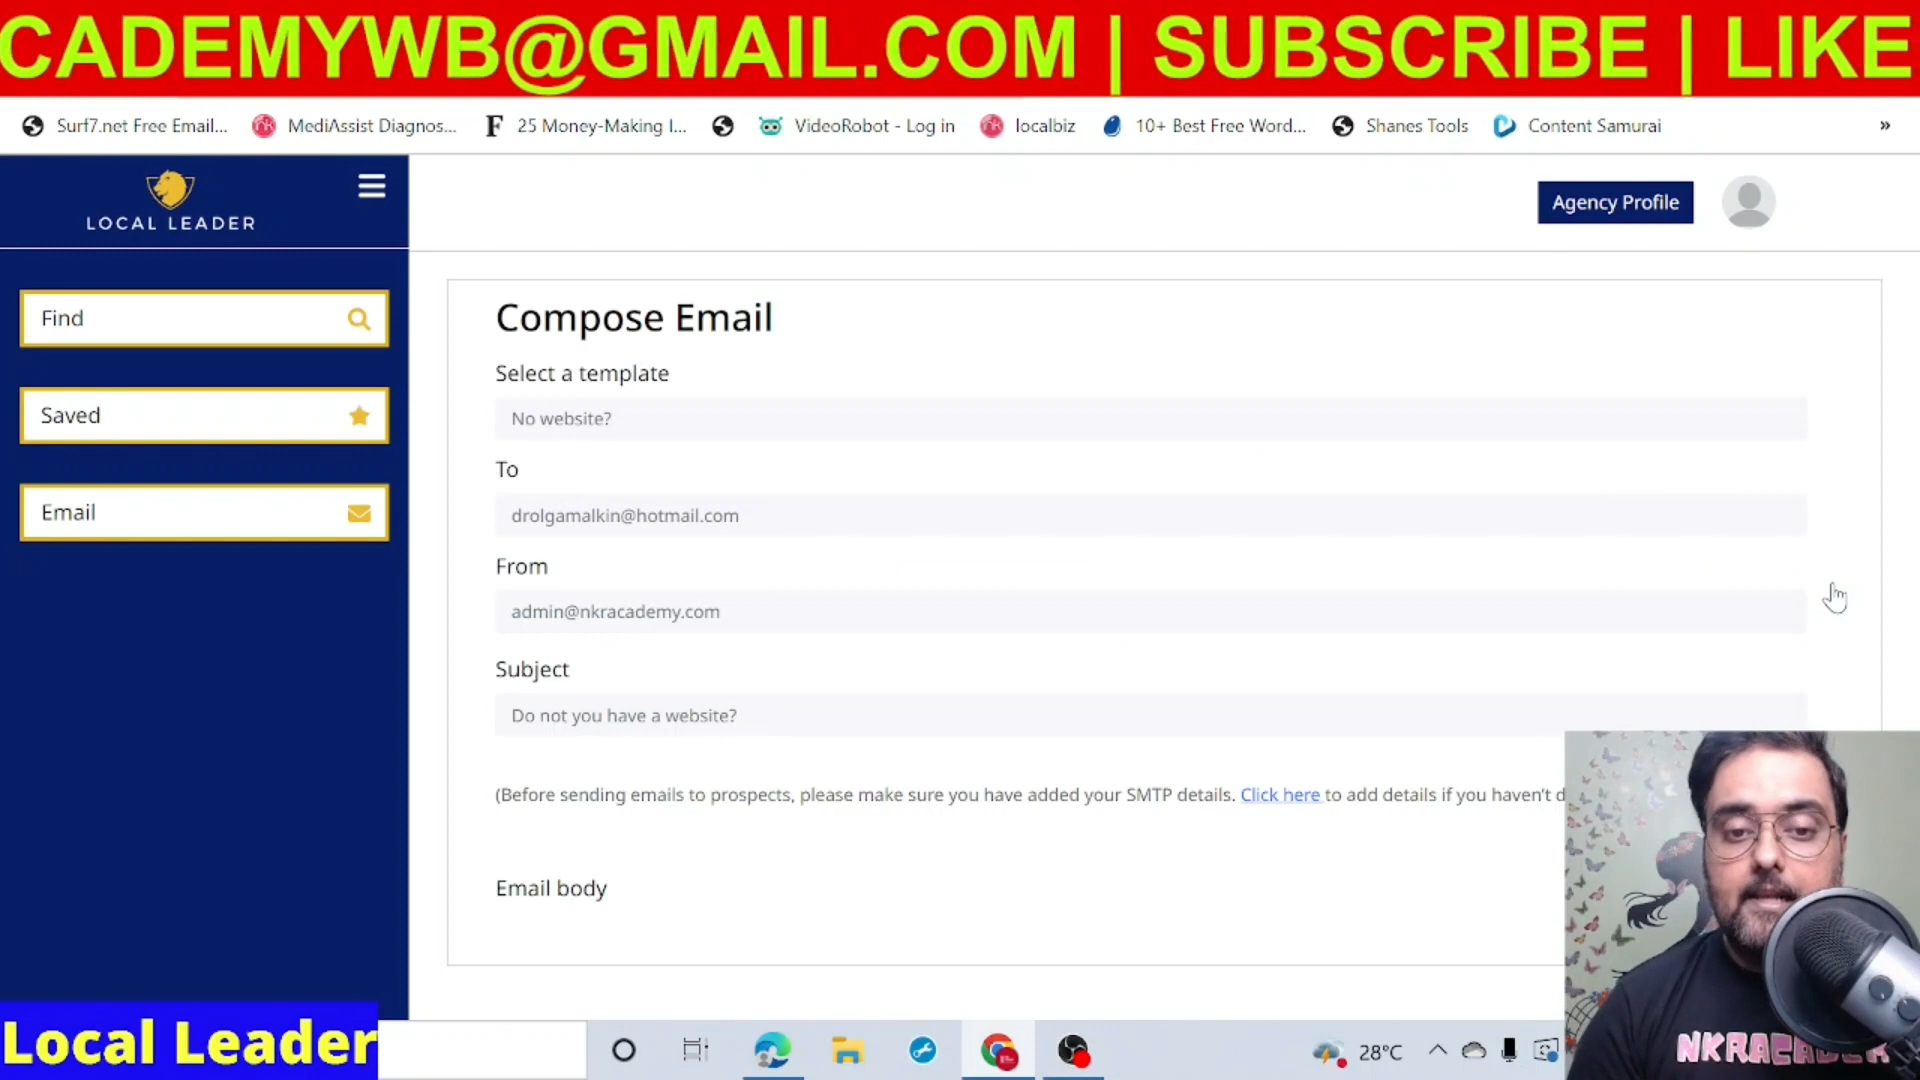 CADEMYWB@GMAIL.COM | SUBSCRIBE | LIKE
Surf7.net Free Email... MediAssist Diagnos... 25 Money-Making I... VideoRobot - Log in localbiz 10+ Best Free Word... Shanes Tools Content Samurai »
LOCAL LEADER
Agency Profile
Find
Saved
Email
Compose Email
Select a template
No website?
To
drolgamalkin@hotmail.com
From
admin@nkracademy.com
Subject
Do not you have a website?
(Before sending emails to prospects, please make sure you have added your SMTP details. Click here to add details if you haven't d
Email body
Local Leader
28°C